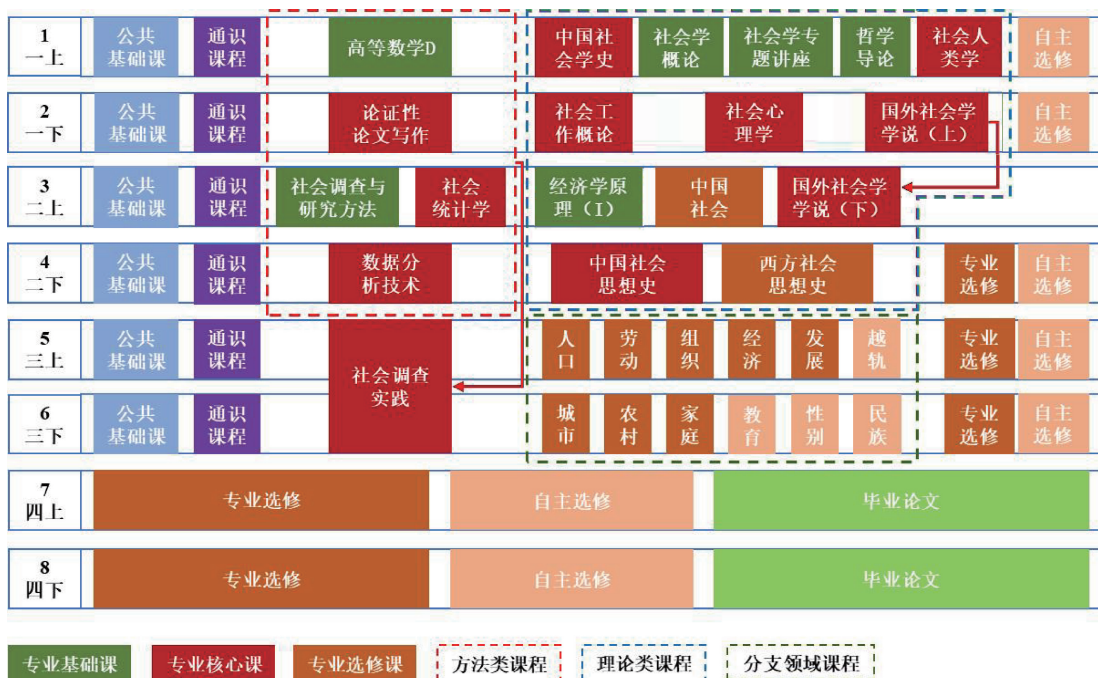 1
一上
公共
基础课
通识
课程
高等数学D
中国社
会学史
社会学
概论
社会学专
题讲座
哲学
导论
社会人
类学
自主
选修
2
一下
公共
基础课
通识
课程
论证性
论文写作
社会工
作概论
社会心
理学
国外社会学
学说（上）
自主
选修
3
二上
公共
基础课
通识
课程
社会调查与
研究方法
社会
统计学
经济学原
理（I）
中国
社会
国外社会学
学说（下）
4
二下
公共
基础课
通识
课程
数据分
析技术
中国社会
思想史
西方社会
思想史
专业
选修
自主
选修
5
三上
公共
基础课
通识
课程
社会调查
实践
人
口
劳
动
组
织
经
济
发
展
越
轨
专业
选修
自主
选修
6
三下
公共
基础课
通识
课程
城
市
农
村
家
庭
教
育
性
别
民
族
专业
选修
自主
选修
7
四上
专业选修
自主选修
毕业论文
8
四下
专业选修
自主选修
毕业论文
专业基础课
专业核心课
专业选修课
方法类课程
理论类课程
分支领域课程